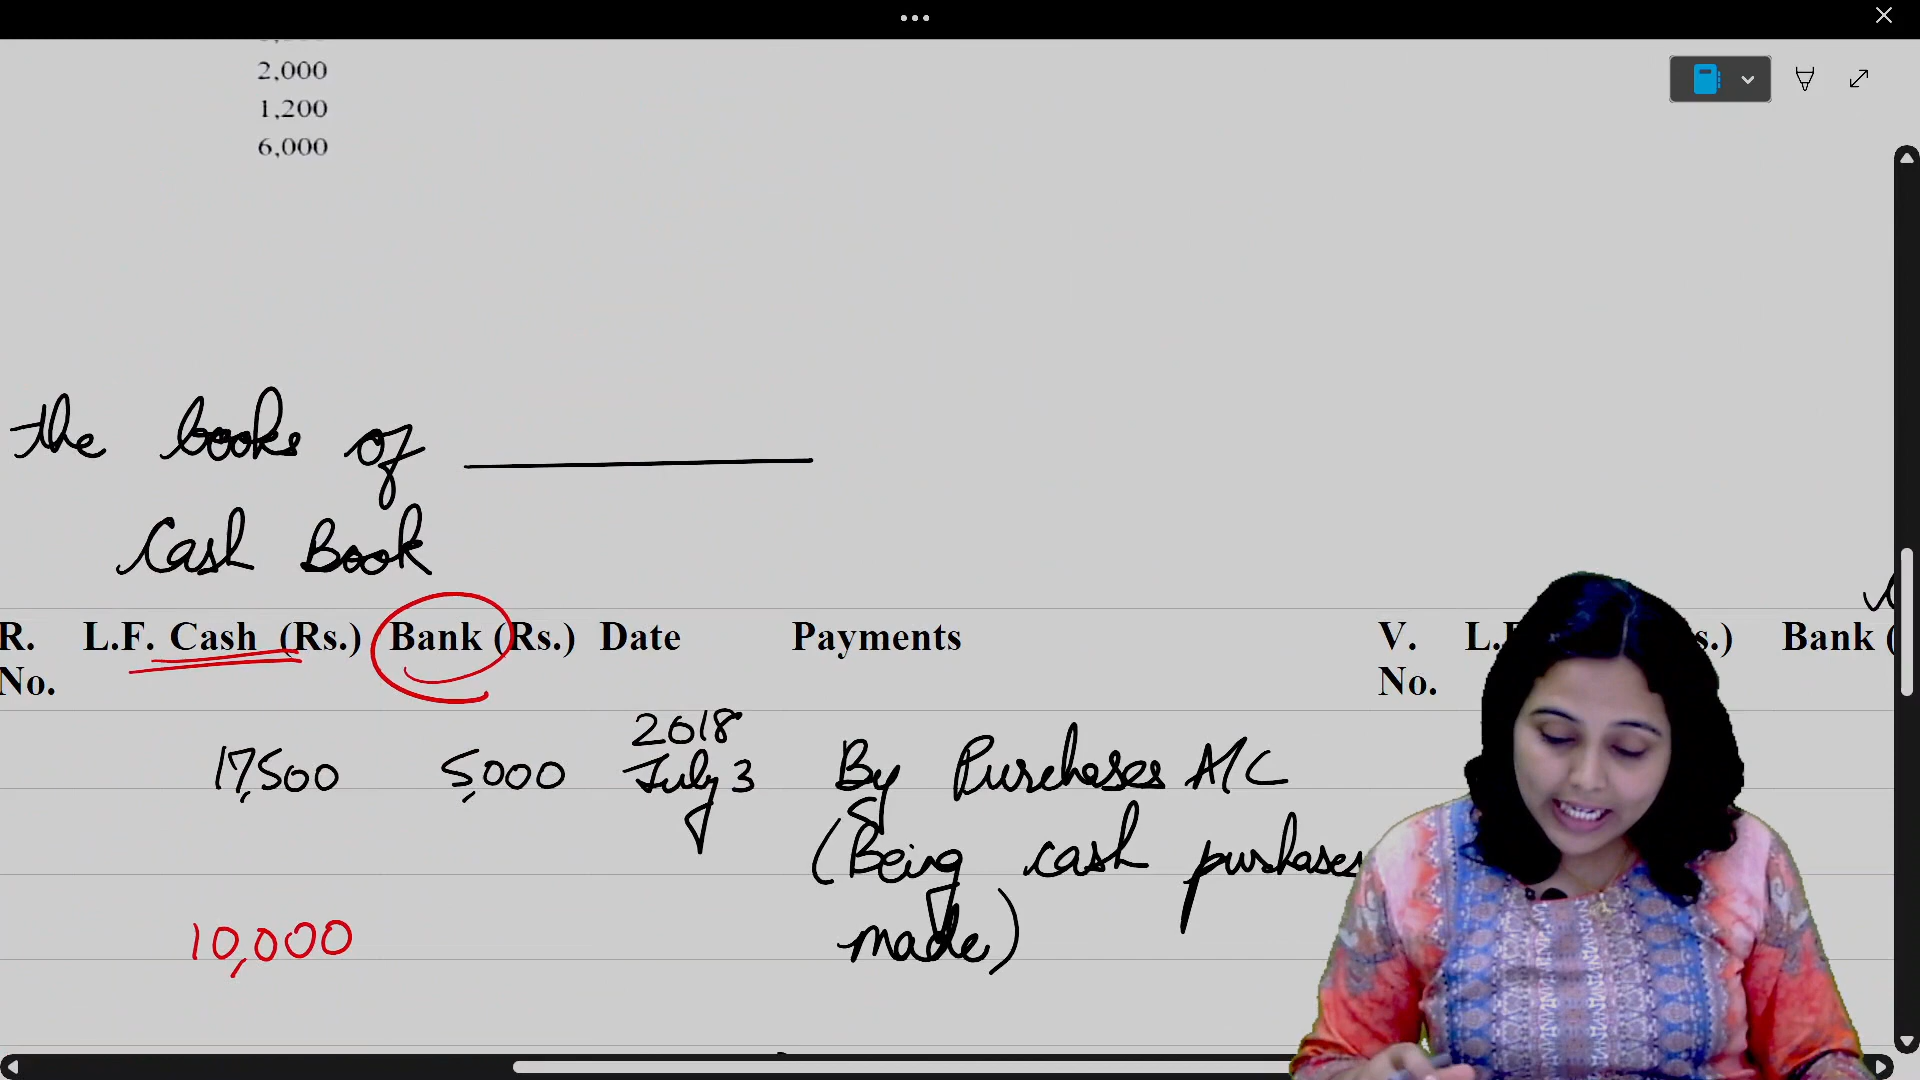 2,000
1,200
6,000
the books of
Cash Book
R. No. L.F. Cash (Rs.) Bank (Rs.) Date Payments V. No. Bank (
2018
17,500 5,000 July 3 By Purchases A/C
(Being cash purchases
10,000 made)